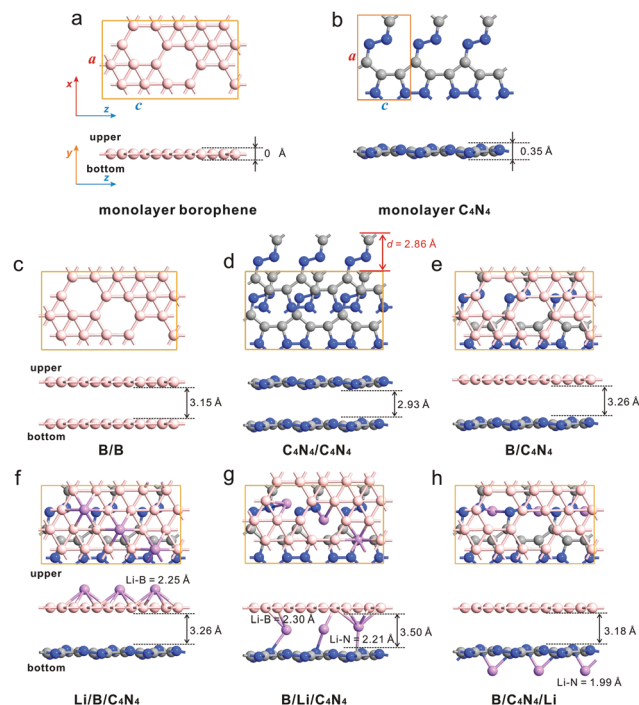 a
b
a
c
x
z
a
c
upper
bottom
y
z
0 Å
0.35 Å
monolayer borophene
monolayer C₄N₄
c
d
e
d = 2.86 Å
upper
bottom
3.15 Å
2.93 Å
3.26 Å
B/B
C₄N₄/C₄N₄
B/C₄N₄
f
g
h
upper
bottom
Li-B = 2.25 Å
3.26 Å
Li-B = 2.30 Å
Li-N = 2.21 Å
3.50 Å
3.18 Å
Li-N = 1.99 Å
Li/B/C₄N₄
B/Li/C₄N₄
B/C₄N₄/Li